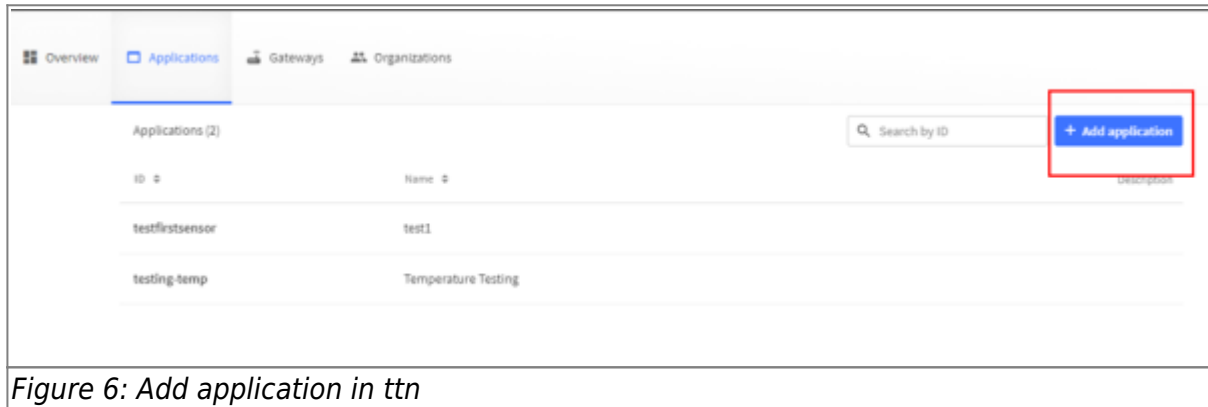 Overview Applications Gateways Organizations
Applications (2) Search by ID + Add application
ID Name Description
testfirstsensor test1
testing-temp Temperature Testing
Figure 6: Add application in ttn